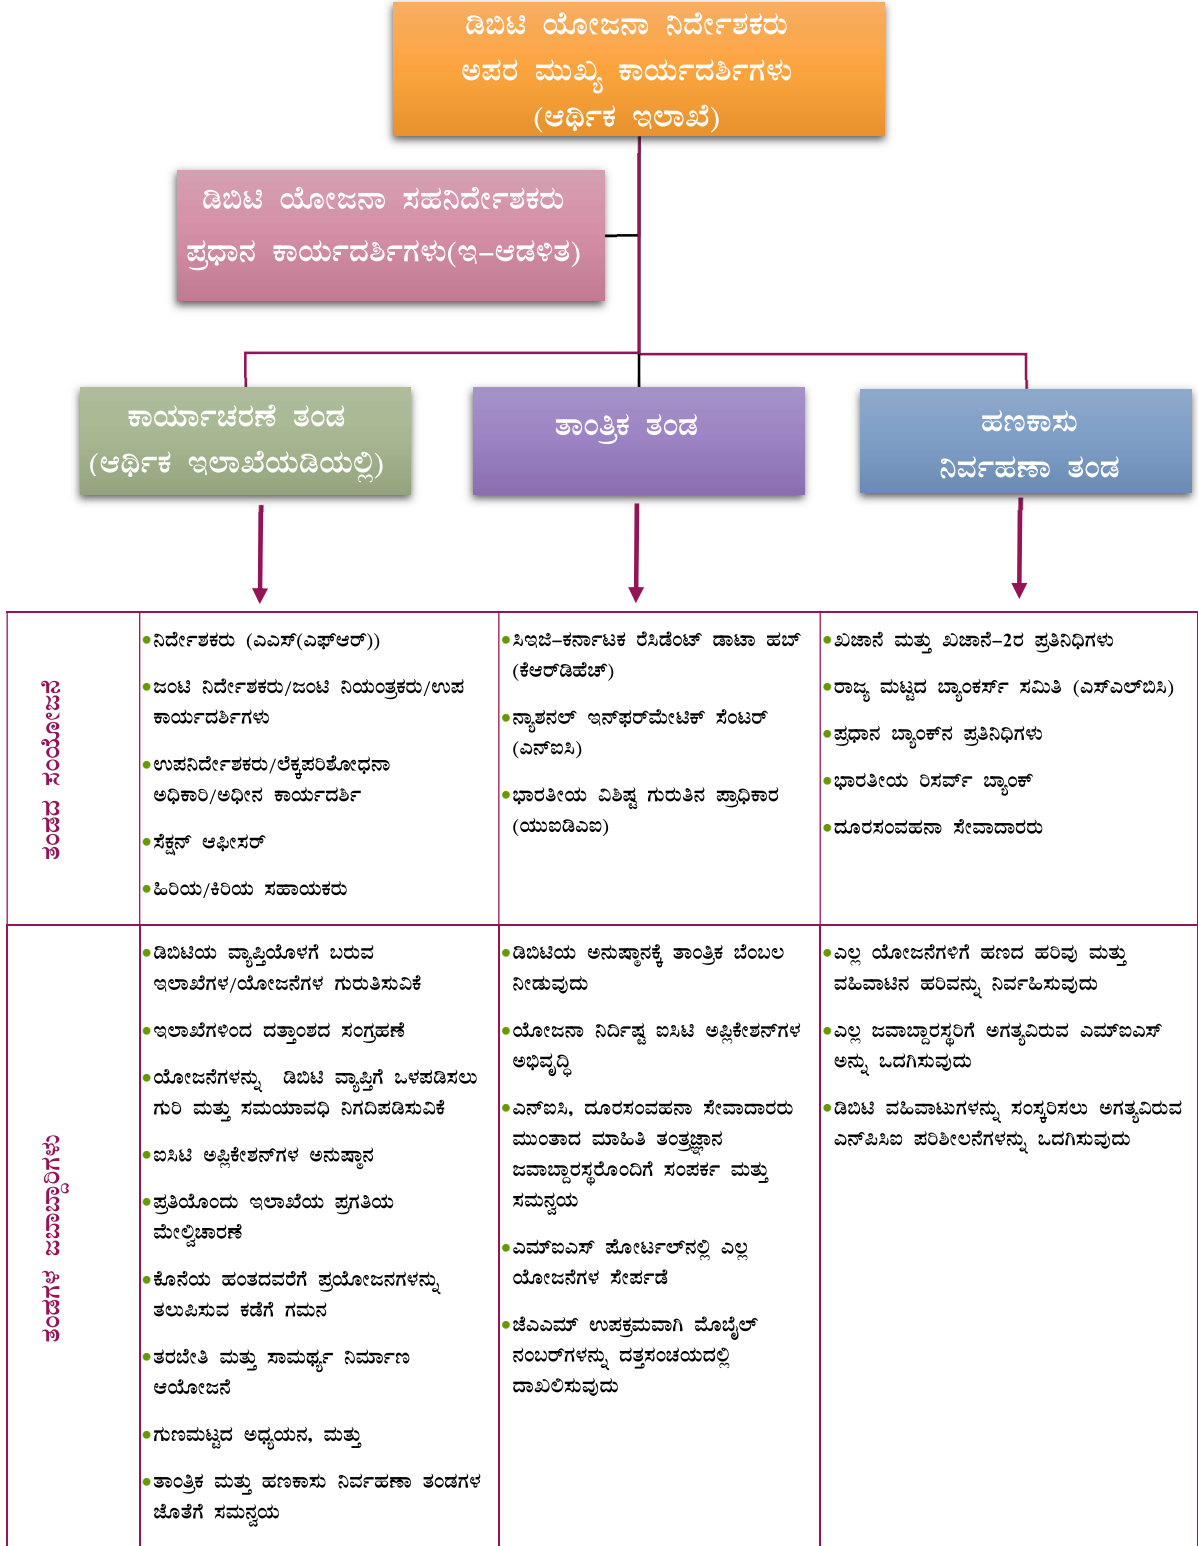 ಡಿಬಿಟಿ ಯೋಜನಾ ನಿರ್ದೇಶಕರು
ಅಪರ ಮುಖ್ಯ ಕಾರ್ಯದರ್ಶಿಗಳು
(ಆರ್ಥಿಕ ಇಲಾಖೆ)
ಡಿಬಿಟಿ ಯೋಜನಾ ಸಹನಿರ್ದೇಶಕರು
ಪ್ರಧಾನ ಕಾರ್ಯದರ್ಶಿಗಳು(ಇ-ಆಡಳಿತ)
ಕಾರ್ಯಾಚರಣೆ ತಂಡ
(ಆರ್ಥಿಕ ಇಲಾಖೆಯಡಿಯಲ್ಲಿ)
ತಾಂತ್ರಿಕ ತಂಡ
ಹಣಕಾಸು
ನಿರ್ವಹಣಾ ತಂಡ
ತಂಡದ ಸಂಯೋಜನೆ
•ನಿರ್ದೇಶಕರು (ಎಎಸ್(ಎಫ್ಆರ್))
•ಜಂಟಿ ನಿರ್ದೇಶಕರು/ಜಂಟಿ ನಿಯಂತ್ರಕರು/ಉಪ
ಕಾರ್ಯದರ್ಶಿಗಳು
•ಉಪನಿರ್ದೇಶಕರು/ಲೆಕ್ಕಪರಿಶೋಧನಾ
ಅಧಿಕಾರಿ/ಅಧೀನ ಕಾರ್ಯದರ್ಶಿ
•ಸೆಕ್ಷನ್ ಆಫೀಸರ್
•ಹಿರಿಯ/ಕಿರಿಯ ಸಹಾಯಕರು
•ಸಿಇಜಿ-ಕರ್ನಾಟಕ ರೆಸಿಡೆಂಟ್ ಡಾಟಾ ಹಬ್
(ಕೆಆರ್‌ಡಿಹೆಚ್)
•ನ್ಯಾಶನಲ್ ಇನ್‌ಫರ್‌ಮೇಟಿಕ್ ಸೆಂಟರ್
(ಎನ್ಐಸಿ)
•ಭಾರತೀಯ ವಿಶಿಷ್ಟ ಗುರುತಿನ ಪ್ರಾಧಿಕಾರ
(ಯುಐಡಿಎಐ)
•ಖಜಾನೆ ಮತ್ತು ಖಜಾನೆ-2ರ ಪ್ರತಿನಿಧಿಗಳು
•ರಾಜ್ಯ ಮಟ್ಟದ ಬ್ಯಾಂಕರ್ಸ್ ಸಮಿತಿ (ಎಸ್ಎಲ್‌ಬಿಸಿ)
•ಪ್ರಧಾನ ಬ್ಯಾಂಕ್‌ನ ಪ್ರತಿನಿಧಿಗಳು
•ಭಾರತೀಯ ರಿಸರ್ವ್ ಬ್ಯಾಂಕ್
•ದೂರಸಂವಹನಾ ಸೇವಾದಾರರು
ತಂಡಗಳ ಜಬಾಬ್ದಾರಿಗಳು
•ಡಿಬಿಟಿಯ ವ್ಯಾಪ್ತಿಯೊಳಗೆ ಬರುವ
ಇಲಾಖೆಗಳ/ಯೋಜನೆಗಳ ಗುರುತಿಸುವಿಕೆ
•ಇಲಾಖೆಗಳಿಂದ ದತ್ತಾಂಶದ ಸಂಗ್ರಹಣೆ
•ಯೋಜನೆಗಳನ್ನು ಡಿಬಿಟಿ ವ್ಯಾಪ್ತಿಗೆ ಒಳಪಡಿಸಲು
ಗುರಿ ಮತ್ತು ಸಮಯಾವಧಿ ನಿಗದಿಪಡಿಸುವಿಕೆ
•ಐಸಿಟಿ ಅಪ್ಲಿಕೇಶನ್‌ಗಳ ಅನುಷ್ಠಾನ
•ಪ್ರತಿಯೊಂದು ಇಲಾಖೆಯ ಪ್ರಗತಿಯ
ಮೇಲ್ವಿಚಾರಣೆ
•ಕೊನೆಯ ಹಂತದವರೆಗೆ ಪ್ರಯೋಜನಗಳನ್ನು
ತಲುಪಿಸುವ ಕಡೆಗೆ ಗಮನ
•ತರಬೇತಿ ಮತ್ತು ಸಾಮರ್ಥ್ಯ ನಿರ್ಮಾಣ
ಆಯೋಜನೆ
•ಗುಣಮಟ್ಟದ ಅಧ್ಯಯನ, ಮತ್ತು
•ತಾಂತ್ರಿಕ ಮತ್ತು ಹಣಕಾಸು ನಿರ್ವಹಣಾ ತಂಡಗಳ
ಜೊತೆಗೆ ಸಮನ್ವಯ
•ಡಿಬಿಟಿಯ ಅನುಷ್ಠಾನಕ್ಕೆ ತಾಂತ್ರಿಕ ಬೆಂಬಲ
ನೀಡುವುದು
•ಯೋಜನಾ ನಿರ್ದಿಷ್ಟ ಐಸಿಟಿ ಅಪ್ಲಿಕೇಶನ್‌ಗಳ
ಅಭಿವೃದ್ಧಿ
•ಎನ್ಐಸಿ, ದೂರಸಂವಹನಾ ಸೇವಾದಾರರು
ಮುಂತಾದ ಮಾಹಿತಿ ತಂತ್ರಜ್ಞಾನ
ಜವಾಬ್ದಾರಸ್ಥರೊಂದಿಗೆ ಸಂಪರ್ಕ ಮತ್ತು
ಸಮನ್ವಯ
•ಎಮ್ಐಎಸ್ ಪೋರ್ಟಲ್‌ನಲ್ಲಿ ಎಲ್ಲ
ಯೋಜನೆಗಳ ಸೇರ್ಪಡೆ
•ಜೆಎಎಮ್ ಉಪಕ್ರಮವಾಗಿ ಮೊಬೈಲ್
ನಂಬರ್‌ಗಳನ್ನು ದತ್ತಸಂಚಯದಲ್ಲಿ
ದಾಖಲಿಸುವುದು
•ಎಲ್ಲ ಯೋಜನೆಗಳಿಗೆ ಹಣದ ಹರಿವು ಮತ್ತು
ವಹಿವಾಟಿನ ಹರಿವನ್ನು ನಿರ್ವಹಿಸುವುದು
•ಎಲ್ಲ ಜವಾಬ್ದಾರಸ್ಥರಿಗೆ ಅಗತ್ಯವಿರುವ ಎಮ್ಐಎಸ್
ಅನ್ನು ಒದಗಿಸುವುದು
•ಡಿಬಿಟಿ ವಹಿವಾಟುಗಳನ್ನು ಸಂಸ್ಕರಿಸಲು ಅಗತ್ಯವಿರುವ
ಎನ್‌ಪಿಸಿಐ ಪರಿಶೀಲನೆಗಳನ್ನು ಒದಗಿಸುವುದು